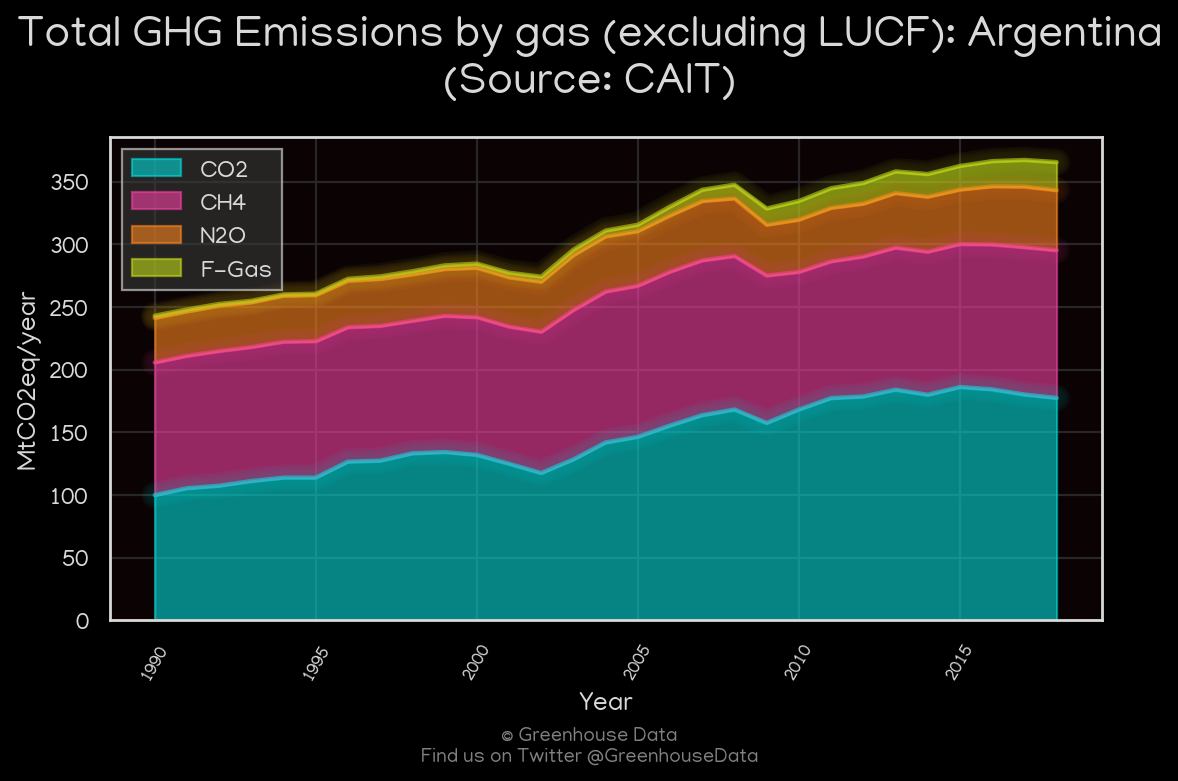 Total GHG Emissions by gas (excluding LUCF): Argentina
(Source: CAIT)
CO2
CH4
N2O
F-Gas
MtCO2eq/year
350
300
250
200
150
100
50
0
1990
1995
2000
2005
2010
2015
Year
© Greenhouse Data
Find us on Twitter @GreenhouseData